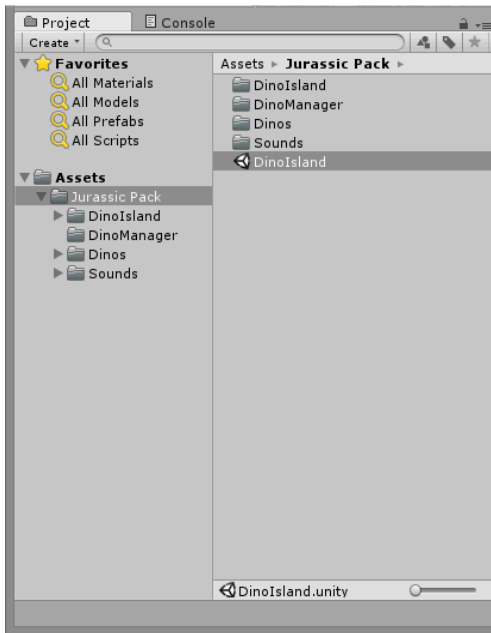 Project
Console
Create
Favorites
All Materials
All Models
All Prefabs
All Scripts
Assets
Jurassic Pack
DinoIsland
DinoManager
Dinos
Sounds
Assets Jurassic Pack
DinoIsland
DinoManager
Dinos
Sounds
DinoIsland
DinoIsland.unity